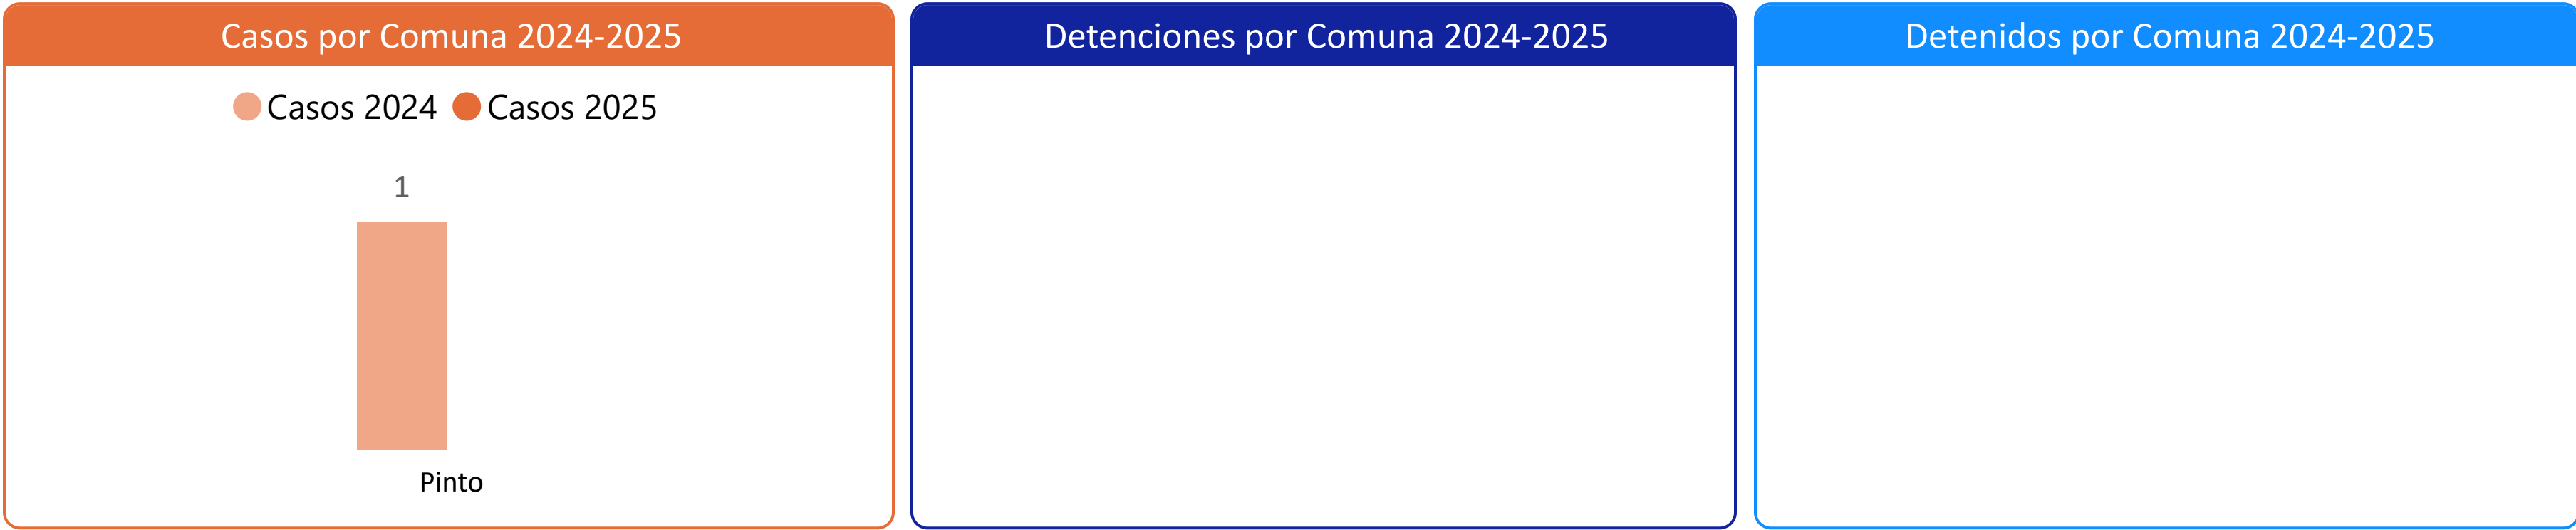 Casos por Comuna 2024-2025
Casos 2024 Casos 2025
1
Pinto
Detenciones por Comuna 2024-2025
Detenidos por Comuna 2024-2025